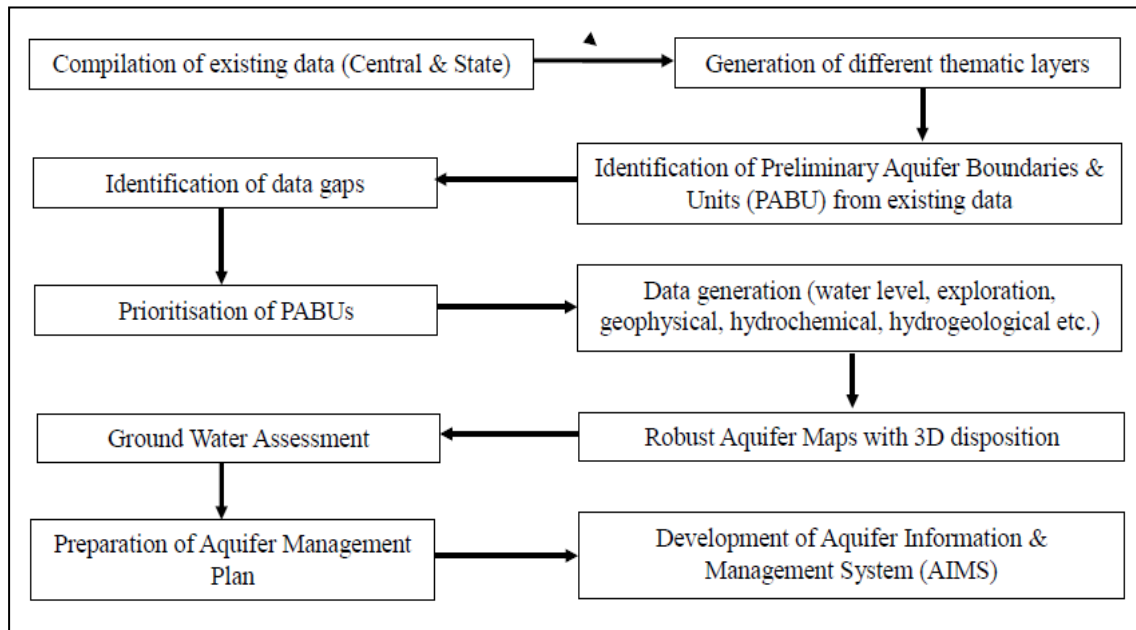 Compilation of existing data (Central & State)
Generation of different thematic layers
Identification of Preliminary Aquifer Boundaries &
Units (PABU) from existing data
Identification of data gaps
Prioritisation of PABUs
Data generation (water level, exploration,
geophysical, hydrochemical, hydrogeological etc.)
Robust Aquifer Maps with 3D disposition
Ground Water Assessment
Preparation of Aquifer Management
Plan
Development of Aquifer Information &
Management System (AIMS)